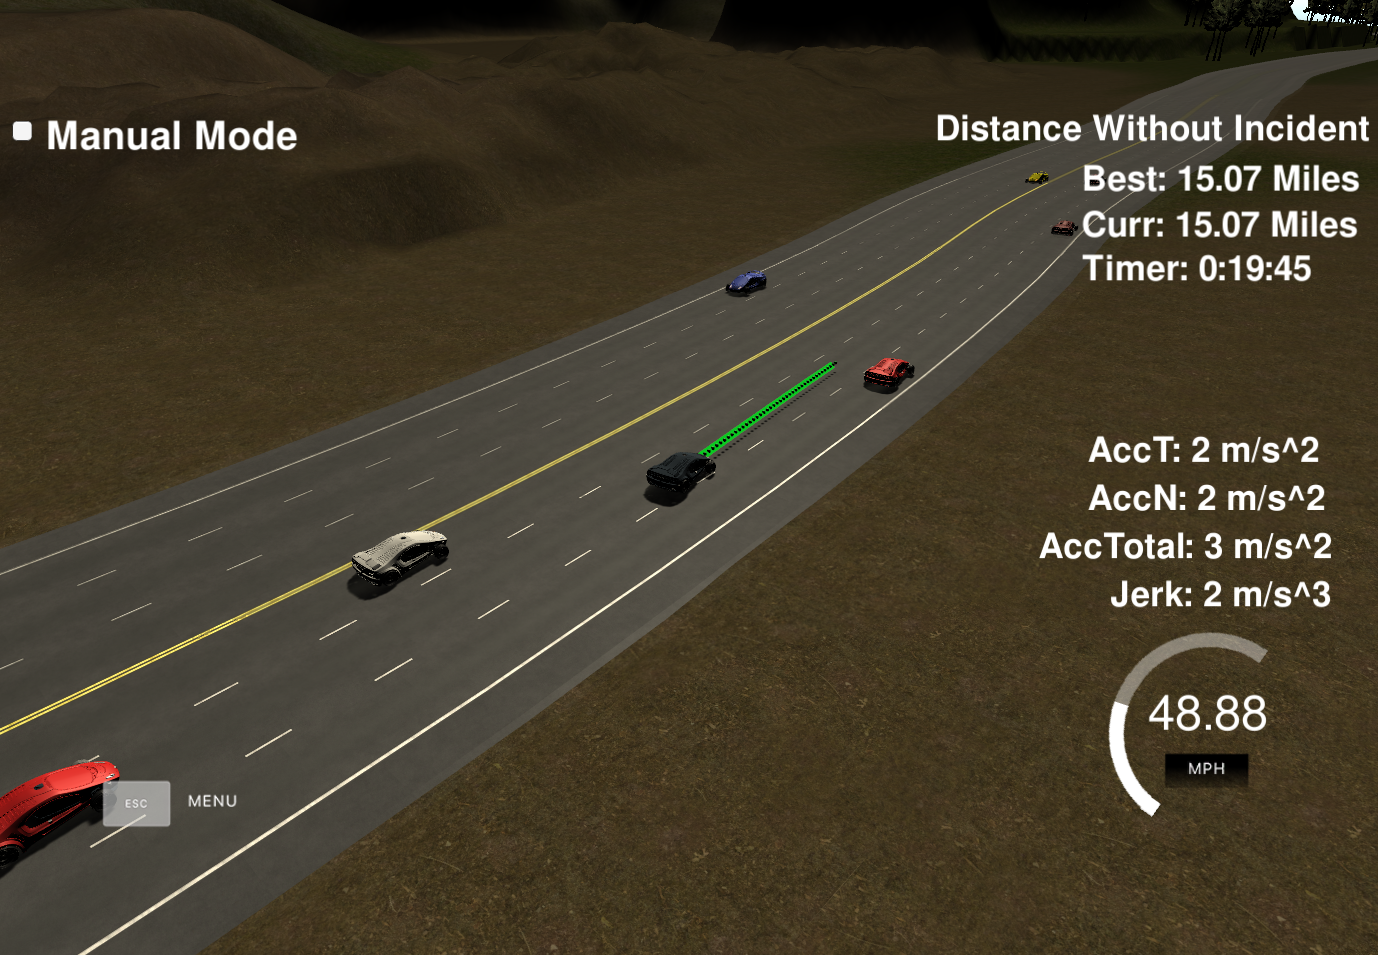 Manual Mode
Distance Without Incident
Best: 15.07 Miles
Curr: 15.07 Miles
Timer: 0:19:45
AccT: 2 m/s^2
AccN: 2 m/s^2
AccTotal: 3 m/s^2
Jerk: 2 m/s^3
48.88
MPH
ESC MENU